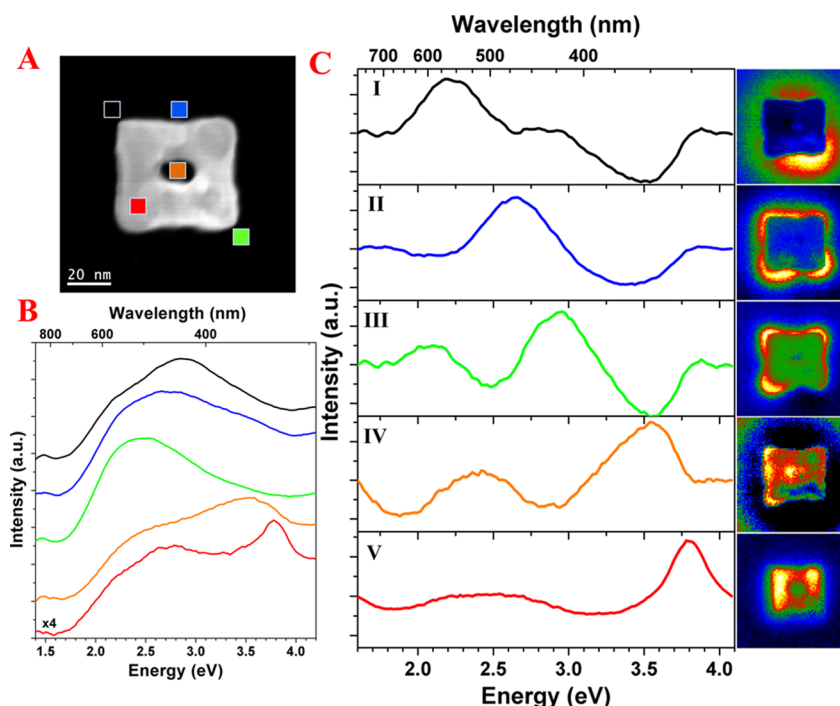 A
20 nm
B
Wavelength (nm)
800 600 400
Intensity (a.u.)
x4
1.5 2.0 2.5 3.0 3.5 4.0
Energy (eV)
C
Wavelength (nm)
700 600 500 400
Intensity (a.u.)
I
II
III
IV
V
2.0 2.5 3.0 3.5 4.0
Energy (eV)